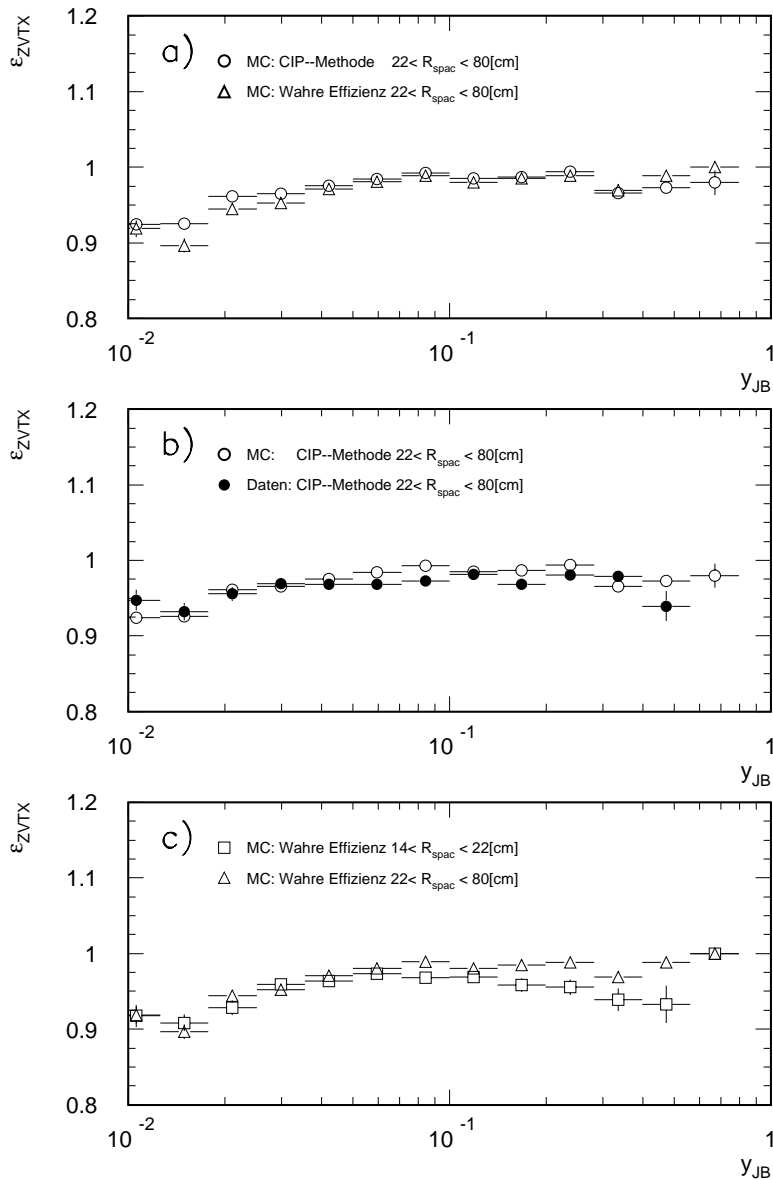 ε_ZVTX
1.2
a)
MC: CIP--Methode 22< R_spac < 80[cm]
1.1
MC: Wahre Effizienz 22< R_spac < 80[cm]
1
0.9
0.8
10^-2 10^-1 1
y_JB
ε_ZVTX
1.2
b)
MC: CIP--Methode 22< R_spac < 80[cm]
1.1
Daten: CIP--Methode 22< R_spac < 80[cm]
1
0.9
0.8
10^-2 10^-1 1
y_JB
ε_ZVTX
1.2
c)
MC: Wahre Effizienz 14< R_spac < 22[cm]
1.1
MC: Wahre Effizienz 22< R_spac < 80[cm]
1
0.9
0.8
10^-2 10^-1 1
y_JB